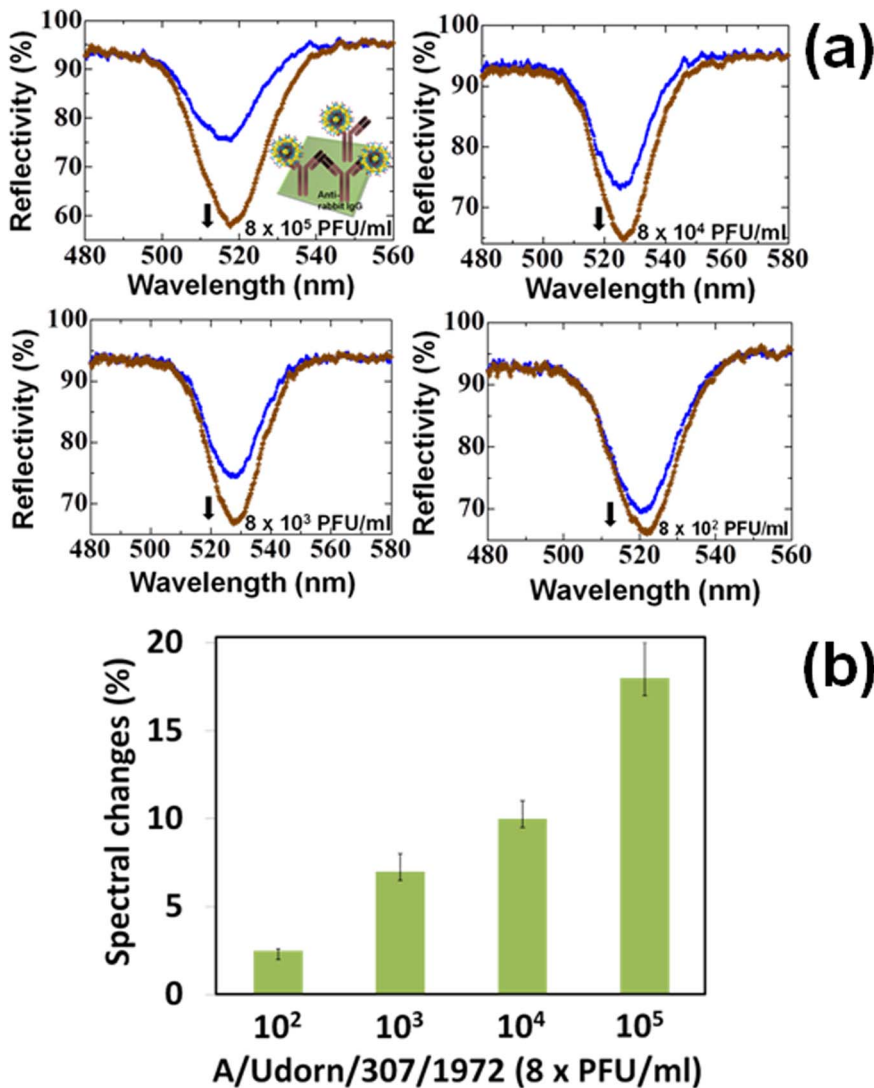 (a)
Reflectivity (%)
100
90
80
70
60
480 500 520 540 560
Wavelength (nm)
Anti-
rabbit IgG
8 x 10⁵ PFU/ml
Reflectivity (%)
100
90
80
70
480 500 520 540 560 580
Wavelength (nm)
8 x 10⁴ PFU/ml
Reflectivity (%)
100
90
80
70
480 500 520 540 560 580
Wavelength (nm)
8 x 10³ PFU/ml
Reflectivity (%)
100
90
80
70
480 500 520 540 560
Wavelength (nm)
8 x 10² PFU/ml
(b)
Spectral changes (%)
20
15
10
5
0
10² 10³ 10⁴ 10⁵
A/Udorn/307/1972 (8 x PFU/ml)